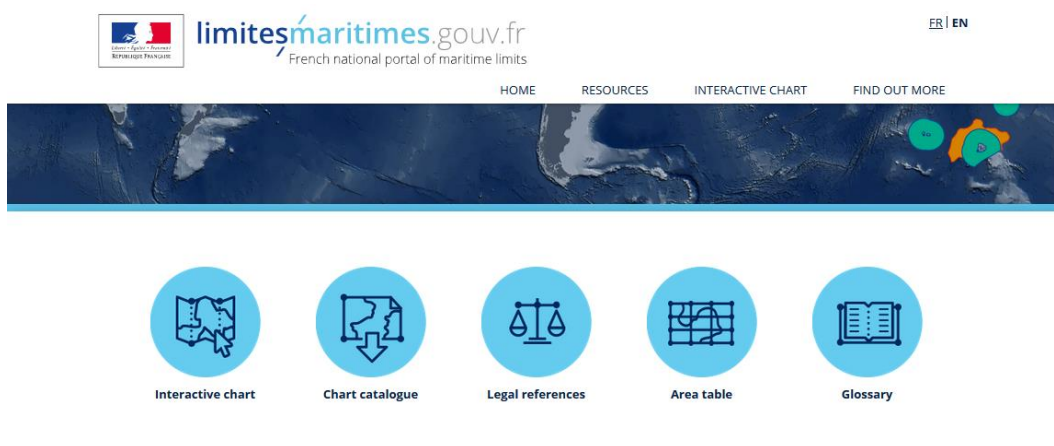 FR | EN
limitesmaritimes.gouv.fr
French national portal of maritime limits
Liberté • Égalité • Fraternité
RÉPUBLIQUE FRANÇAISE
HOME RESOURCES INTERACTIVE CHART FIND OUT MORE
Interactive chart Chart catalogue Legal references Area table Glossary